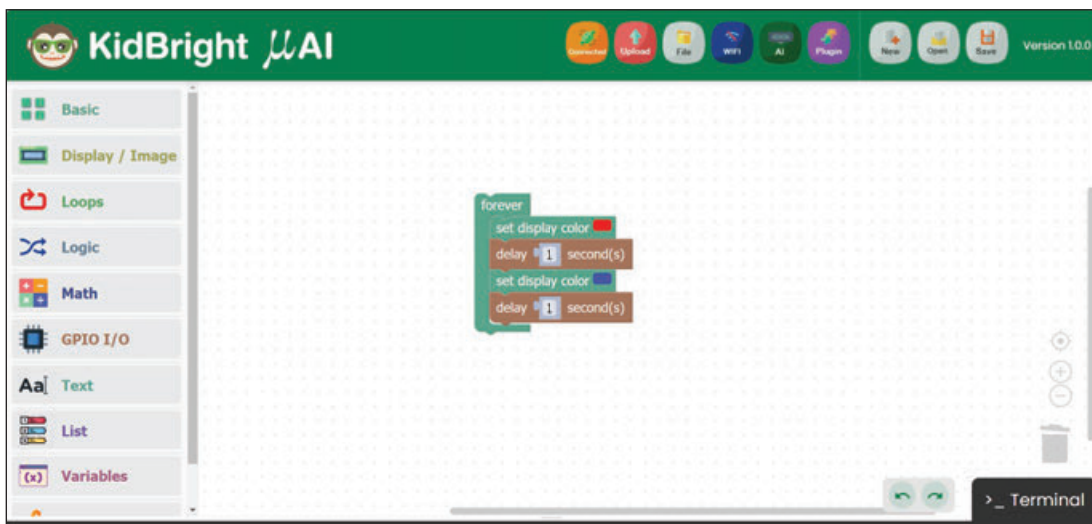 KidBright μAI
Connected
Upload
File
WiFi
AI
Plugin
New
Open
Save
Version 1.0.0
Basic
Display / Image
Loops
Logic
Math
GPIO I/O
Aa Text
List
(x) Variables
forever
set display color
delay 1 second(s)
set display color
delay 1 second(s)
>_ Terminal